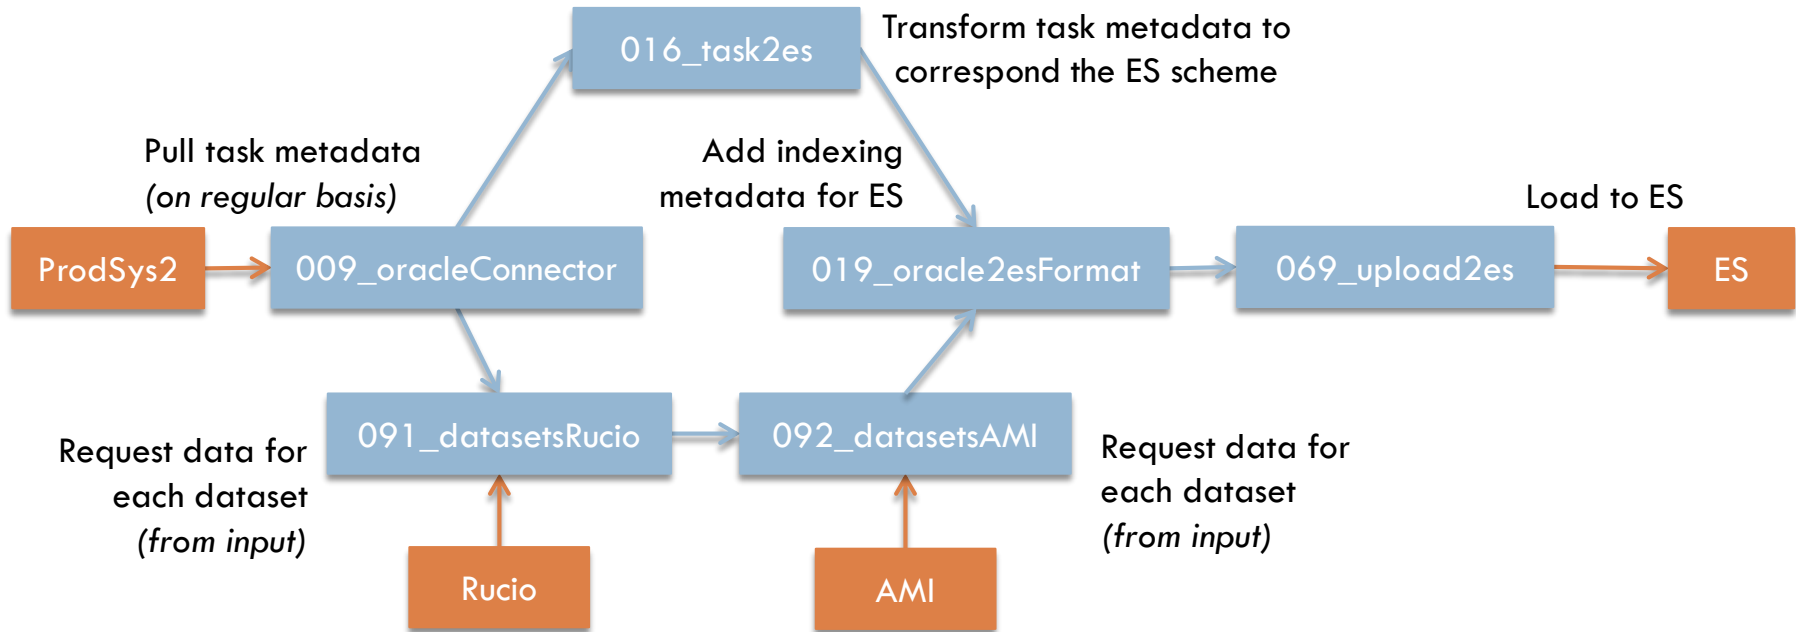 016_task2es
Transform task metadata to
correspond the ES scheme
Pull task metadata
(on regular basis)
Add indexing
metadata for ES
Load to ES
ProdSys2
009_oracleConnector
019_oracle2esFormat
069_upload2es
ES
091_datasetsRucio
092_datasetsAMI
Request data for
each dataset
(from input)
Request data for
each dataset
(from input)
Rucio
AMI